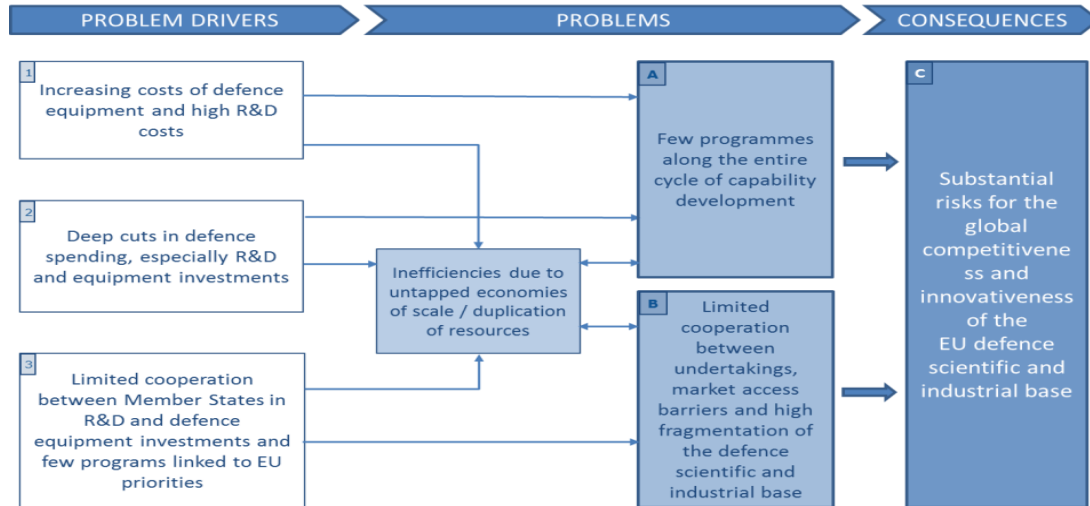 PROBLEM DRIVERS
PROBLEMS
CONSEQUENCES
1
Increasing costs of defence
equipment and high R&D
costs
2
Deep cuts in defence
spending, especially R&D
and equipment investments
3
Limited cooperation
between Member States in
R&D and defence
equipment investments and
few programs linked to EU
priorities
Inefficiencies due to
untapped economies
of scale / duplication
of resources
A
Few programmes
along the entire
cycle of capability
development
B
Limited
cooperation
between
undertakings,
market access
barriers and high
fragmentation of
the defence
scientific and
industrial base
C
Substantial
risks for the
global
competitivene
ss and
innovativeness
of the
EU defence
scientific and
industrial base